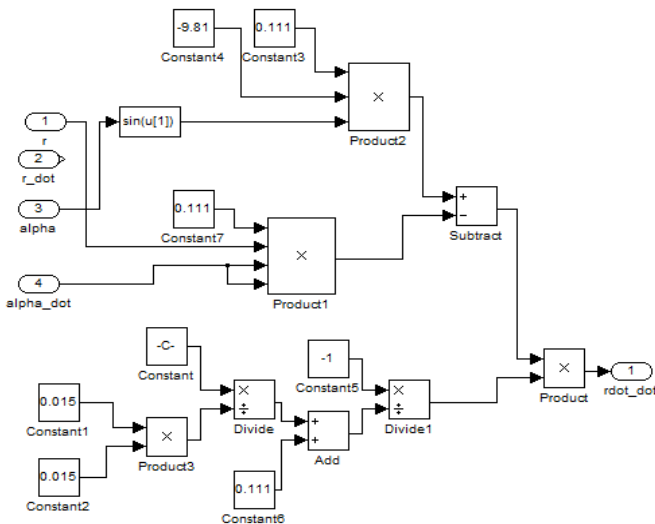 -9.81
0.111
Constant4
Constant3
1
r
sin(u[1])
×
Product2
2
r_dot
3
alpha
0.111
Constant7
+
−
Subtract
×
Product1
4
alpha_dot
-C-
Constant
-1
Constant5
×
Product
1
rdot_dot
0.015
Constant1
×
÷
Divide
×
÷
Divide1
×
Product3
+
+
Add
0.015
Constant2
0.111
Constant6